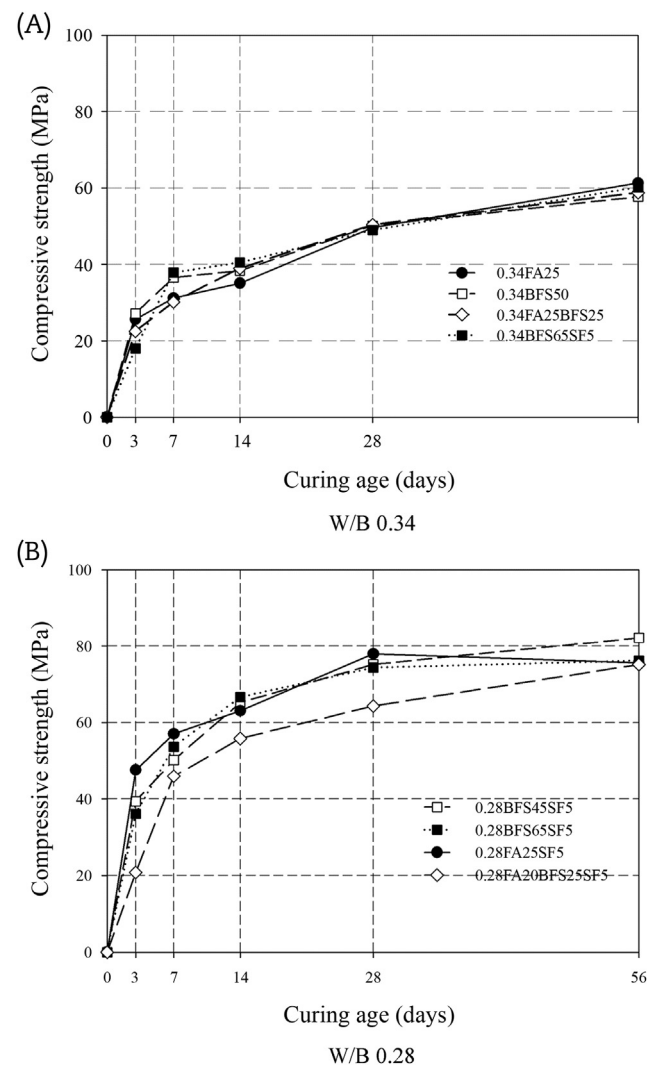 (A)
100
80
60
40
20
0
Compressive strength (MPa)
0.34FA25
0.34BFS50
0.34FA25BFS25
0.34BFS65SF5
0 3 7 14 28
Curing age (days)
W/B 0.34
(B)
100
80
60
40
20
0
Compressive strength (MPa)
0.28BFS45SF5
0.28BFS65SF5
0.28FA25SF5
0.28FA20BFS25SF5
0 3 7 14 28 56
Curing age (days)
W/B 0.28